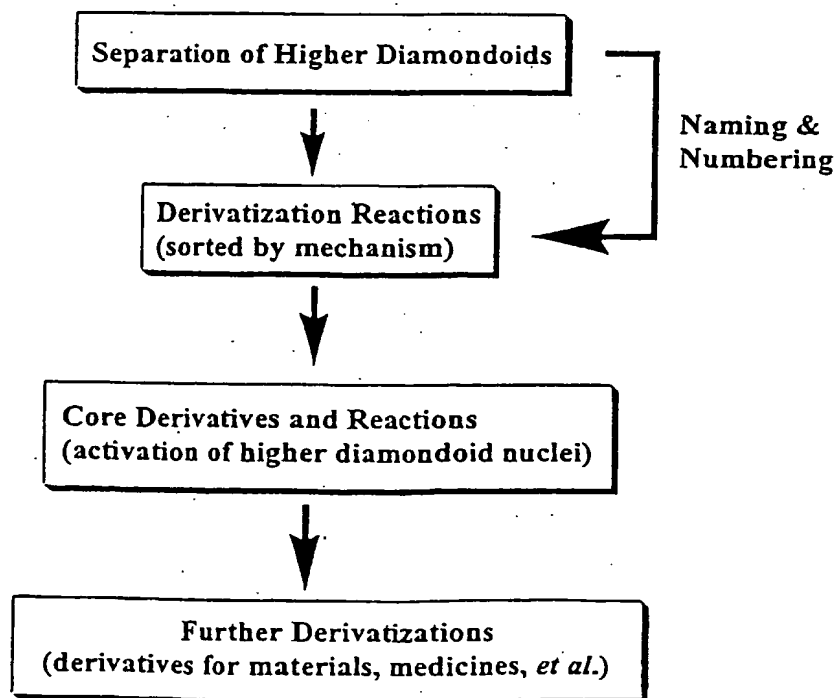 Separation of Higher Diamondoids
Naming &
Numbering
Derivatization Reactions
(sorted by mechanism)
Core Derivatives and Reactions
(activation of higher diamondoid nuclei)
Further Derivatizations
(derivatives for materials, medicines, et al.)